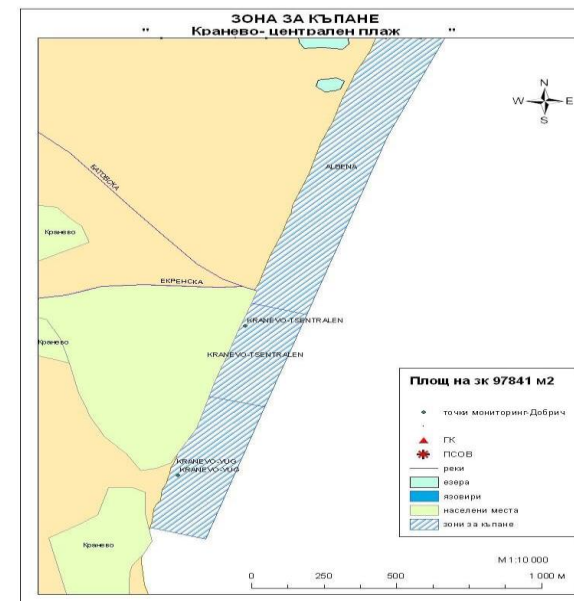 ЗОНА ЗА КЪПАНЕ
" Кранево- централен плаж "
N
W E
S
ALBENA
БАТОВСКА
Кранево
ЕКРЕНСКА
KRANEVO-TSENTRALEN
Кранево
KRANEVO-TSENTRALEN
KRANEVO-YUG
KRANEVO-YUG
Кранево
Площ на зк 97841 м2
точки мониторинг-Добрич
ГК
ПСОВ
реки
езера
язовири
населени места
зони за къпане
М 1:10 000
0 250 500 1 000 м